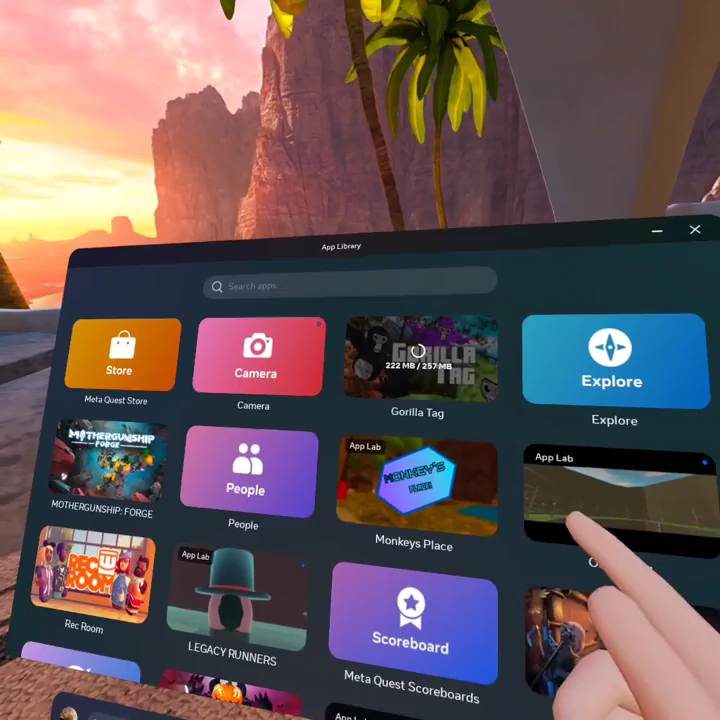 App Library
Search apps
Store
Meta Quest Store
Camera
Camera
GORILLA
TAG
222 MB / 257 MB
Gorilla Tag
Explore
Explore
MOTHERGUNSHIP
FORGE
MOTHERGUNSHIP: FORGE
People
People
App Lab
MONKEY'S
PLACE!
Monkeys Place
App Lab
REC
ROOM
Rec Room
App Lab
LEGACY RUNNERS
Scoreboard
Meta Quest Scoreboards
App Lab